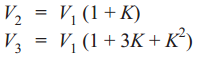 V₂ = V₁ (1 + K)
V₃ = V₁ (1 + 3K + K²)